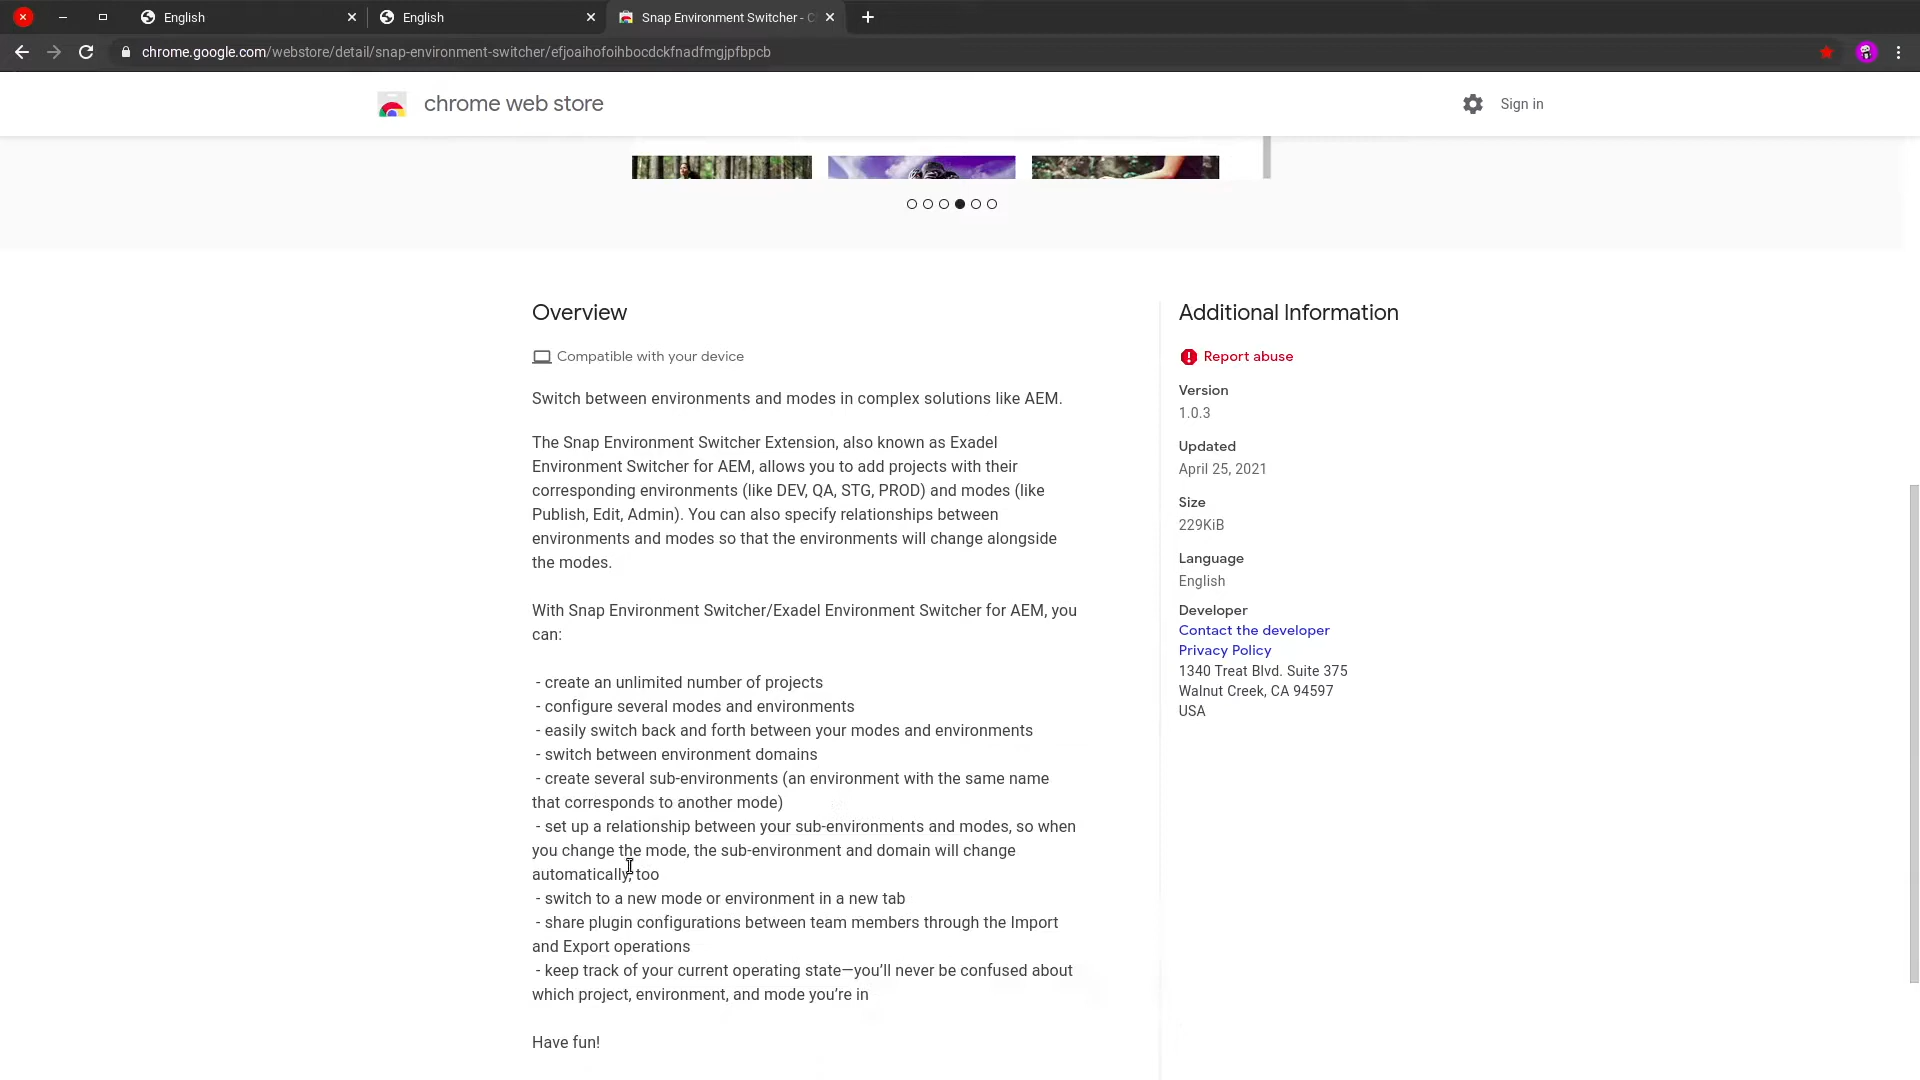 English
English
Snap Environment Switcher - C
chrome.google.com/webstore/detail/snap-environment-switcher/efjoaihofoihbocdckfnadfmgjpfbpcb
chrome web store
Sign in
Overview
Compatible with your device
Switch between environments and modes in complex solutions like AEM.
The Snap Environment Switcher Extension, also known as Exadel
Environment Switcher for AEM, allows you to add projects with their
corresponding environments (like DEV, QA, STG, PROD) and modes (like
Publish, Edit, Admin). You can also specify relationships between
environments and modes so that the environments will change alongside
the modes.
With Snap Environment Switcher/Exadel Environment Switcher for AEM, you
can:
- create an unlimited number of projects
- configure several modes and environments
- easily switch back and forth between your modes and environments
- switch between environment domains
- create several sub-environments (an environment with the same name
that corresponds to another mode)
- set up a relationship between your sub-environments and modes, so when
you change the mode, the sub-environment and domain will change
automatically, too
- switch to a new mode or environment in a new tab
- share plugin configurations between team members through the Import
and Export operations
- keep track of your current operating state—you’ll never be confused about
which project, environment, and mode you’re in
Have fun!
Additional Information
Report abuse
Version
1.0.3
Updated
April 25, 2021
Size
229KiB
Language
English
Developer
Contact the developer
Privacy Policy
1340 Treat Blvd. Suite 375
Walnut Creek, CA 94597
USA